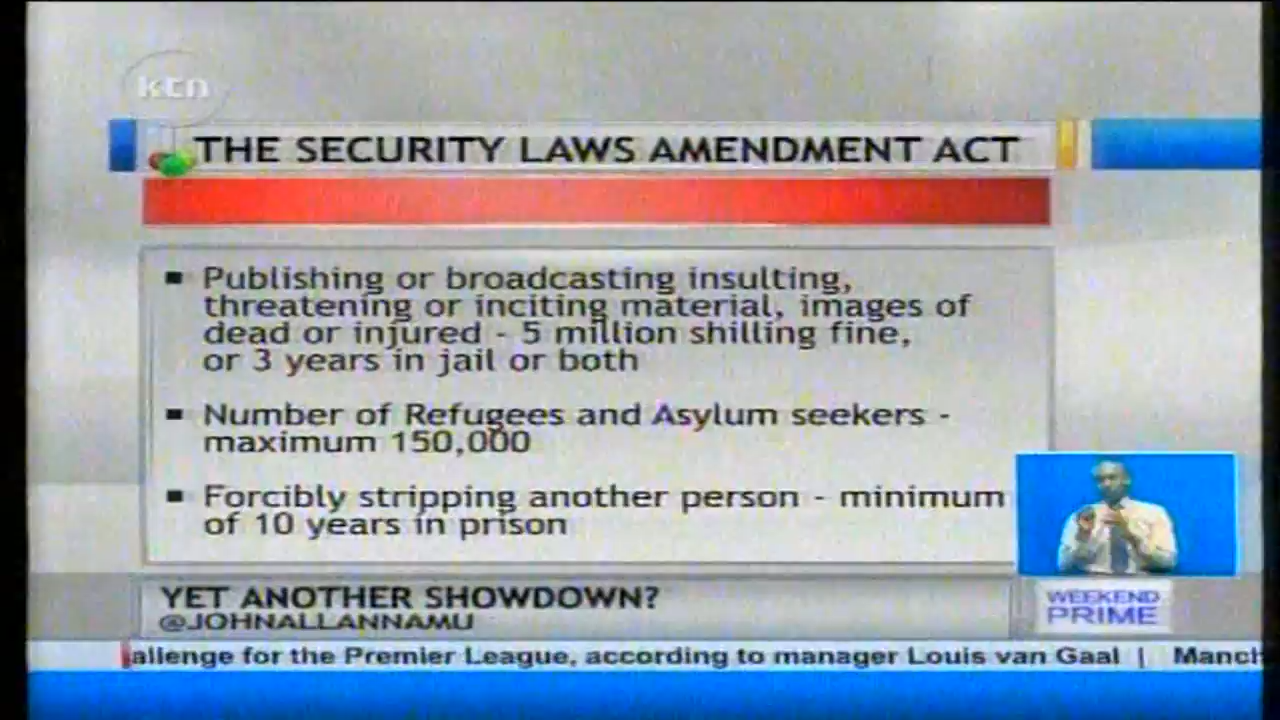 ktn
THE SECURITY LAWS AMENDMENT ACT
Publishing or broadcasting insulting,
threatening or inciting material, images of
dead or injured - 5 million shilling fine,
or 3 years in jail or both
Number of Refugees and Asylum seekers -
maximum 150,000
Forcibly stripping another person - minimum
of 10 years in prison
YET ANOTHER SHOWDOWN?
@JOHNALLANNAMU
WEEKEND
PRIME
allenge for the Premier League, according to manager Louis van Gaal | Manch